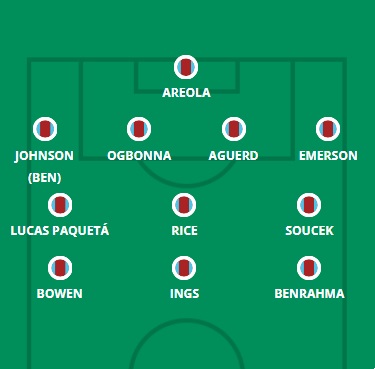 AREOLA
JOHNSON
(BEN)
OGBONNA
AGUERD
EMERSON
LUCAS PAQUETÁ
RICE
SOUCEK
BOWEN
INGS
BENRAHMA